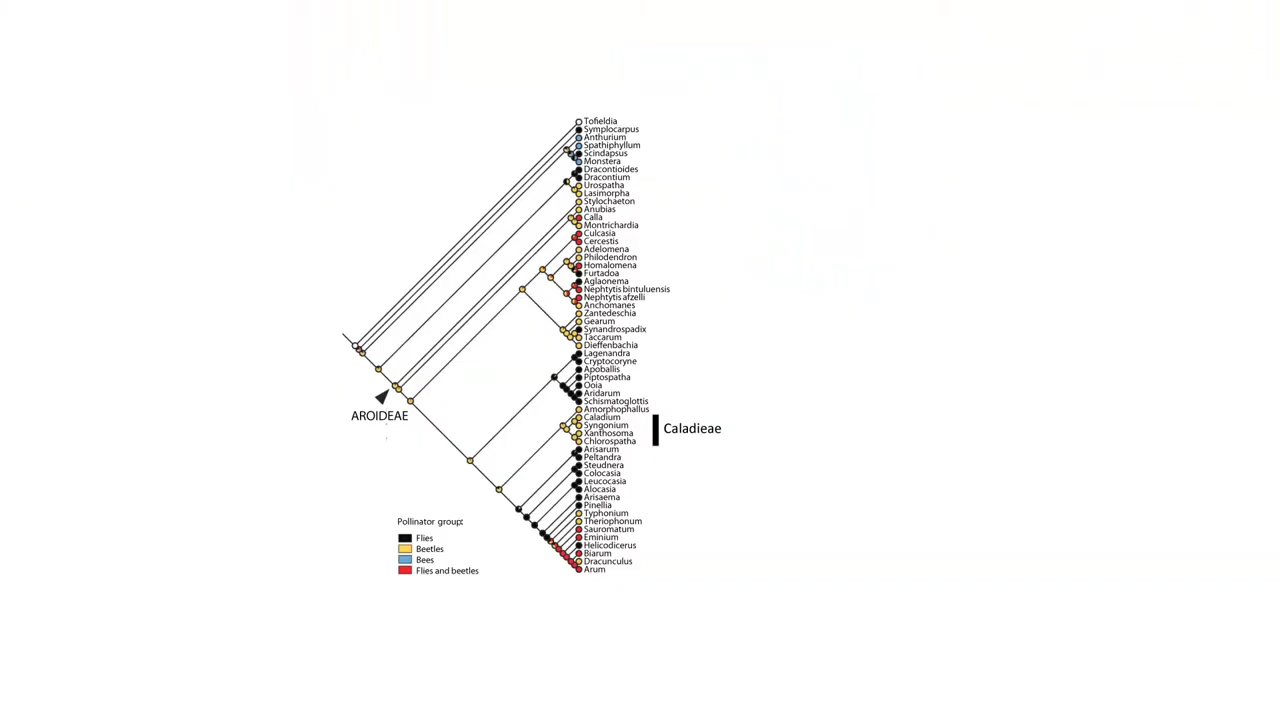 Tofieldia
Symplocarpus
Anthurium
Spathiphyllum
Scindapsus
Monstera
Dracontioides
Dracontium
Urospatha
Lasimorpha
Stylochaeton
Anubias
Calla
Montrichardia
Culcasia
Cercestis
Adelomena
Philodendron
Homalomena
Furtadoa
Aglaonema
Nephtytis bintuluensis
Nephtytis afzelli
Anchomanes
Zantedeschia
Gearum
Synandrospadix
Taccarum
Dieffenbachia
Lagenandra
Cryptocoryne
Apoballis
Piptospatha
Ooia
Aridarum
Schismatoglottis
Amorphophallus
Caladium
Syngonium
Xanthosoma
Chlorospatha
Arisarum
Peltandra
Steudnera
Colocasia
Leucocasia
Alocasia
Arisaema
Pinellia
Typhonium
Theriophonum
Sauromatum
Eminium
Helicodicerus
Biarum
Dracunculus
Arum
Caladieae
AROIDEAE
Pollinator group:
Flies
Beetles
Bees
Flies and beetles